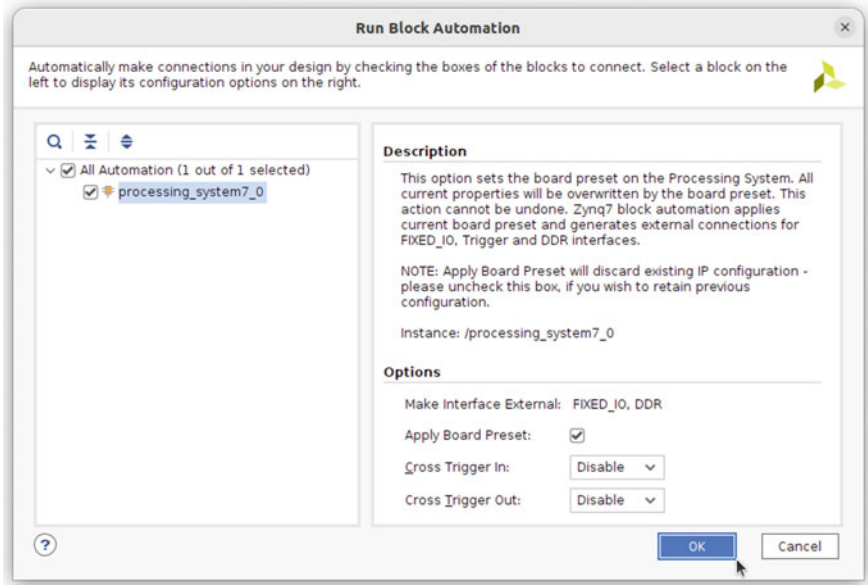 Run Block Automation
Automatically make connections in your design by checking the boxes of the blocks to connect. Select a block on the
left to display its configuration options on the right.
All Automation (1 out of 1 selected)
processing_system7_0
Description
This option sets the board preset on the Processing System. All
current properties will be overwritten by the board preset. This
action cannot be undone. Zynq7 block automation applies
current board preset and generates external connections for
FIXED_IO, Trigger and DDR interfaces.
NOTE: Apply Board Preset will discard existing IP configuration -
please uncheck this box, if you wish to retain previous
configuration.
Instance: /processing_system7_0
Options
Make Interface External: FIXED_IO, DDR
Apply Board Preset:
Cross Trigger In: Disable
Cross Trigger Out: Disable
? OK Cancel